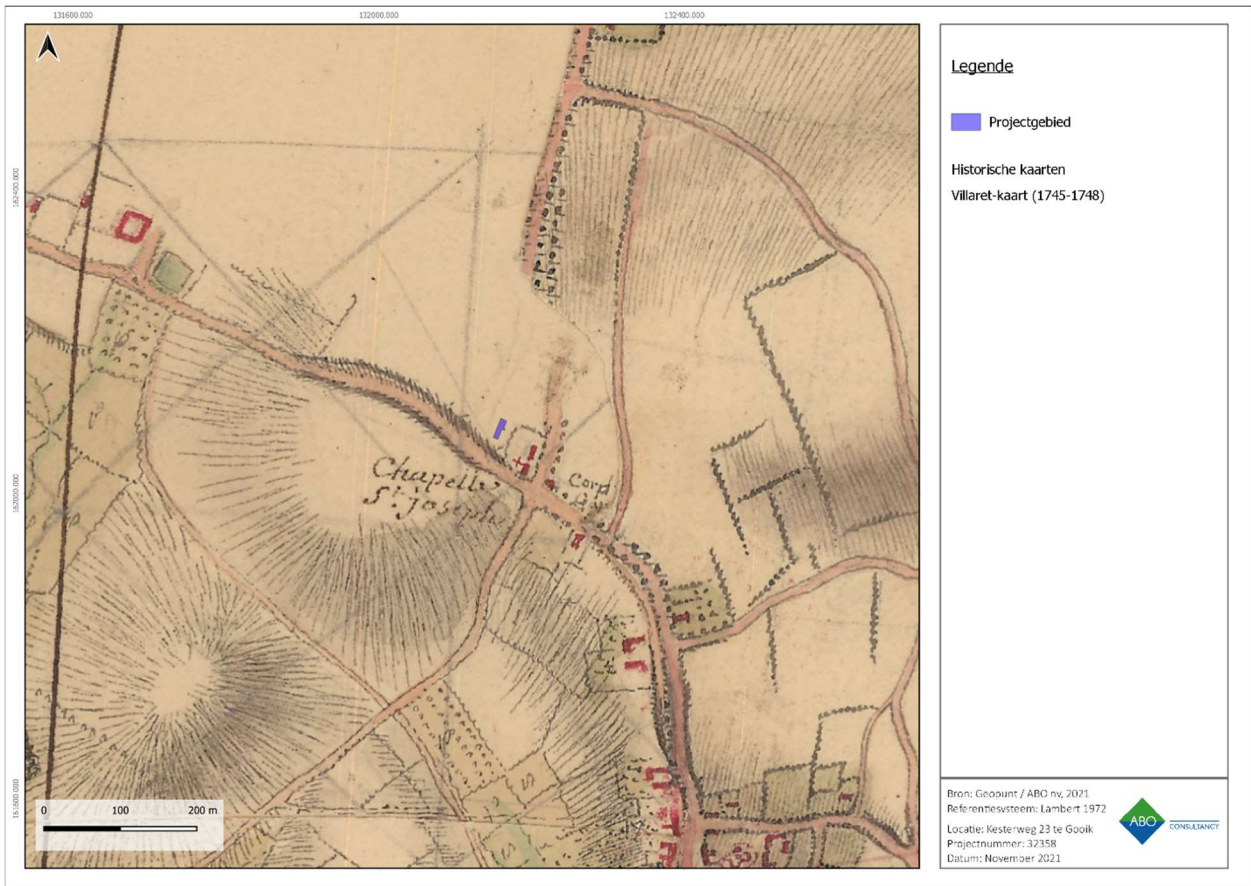 131600.000
132000.000
132400.000
162400.000
162000.000
161600.000
Chapelle
St. Joseph
Corp
0 100 200 m
Legende
Projectgebied
Historische kaarten
Villaret-kaart (1745-1748)
Bron: Geopunt / ABO nv, 2021
Referentiesysteem: Lambert 1972
Locatie: Kesterweg 23 te Gooik
Projectnummer: 32358
Datum: November 2021
ABO
CONSULTANCY